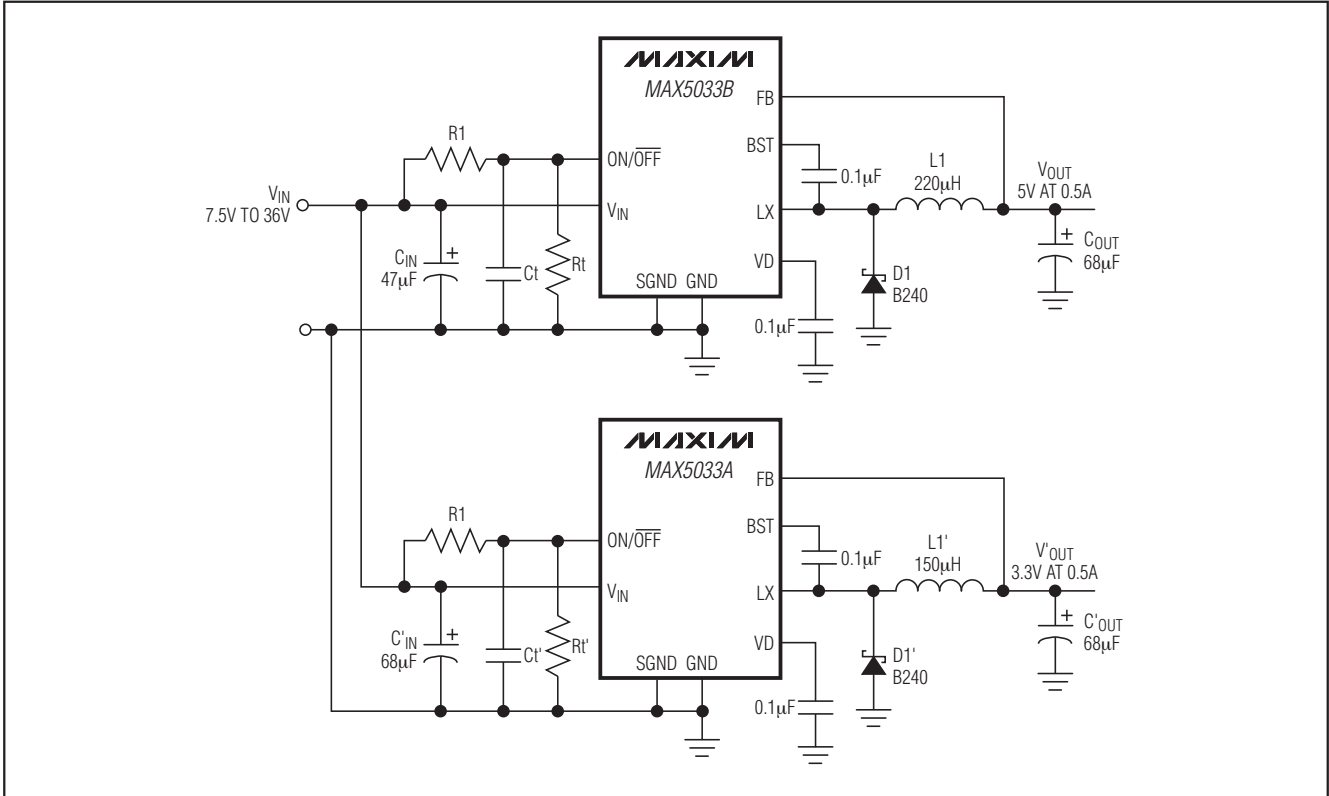 MAXIM
MAX5033B
FB
R1
BST
ON/OFF
0.1μF
L1
220μH
VOUT
5V AT 0.5A
VIN
7.5V TO 36V
VIN
LX
COUT
68μF
CIN
47μF
Ct
Rt
VD
D1
B240
SGND GND
0.1μF
MAXIM
MAX5033A
FB
R1
BST
ON/OFF
0.1μF
L1'
150μH
V'OUT
3.3V AT 0.5A
VIN
LX
C'OUT
68μF
C'IN
68μF
Ct'
Rt'
VD
D1'
B240
SGND GND
0.1μF